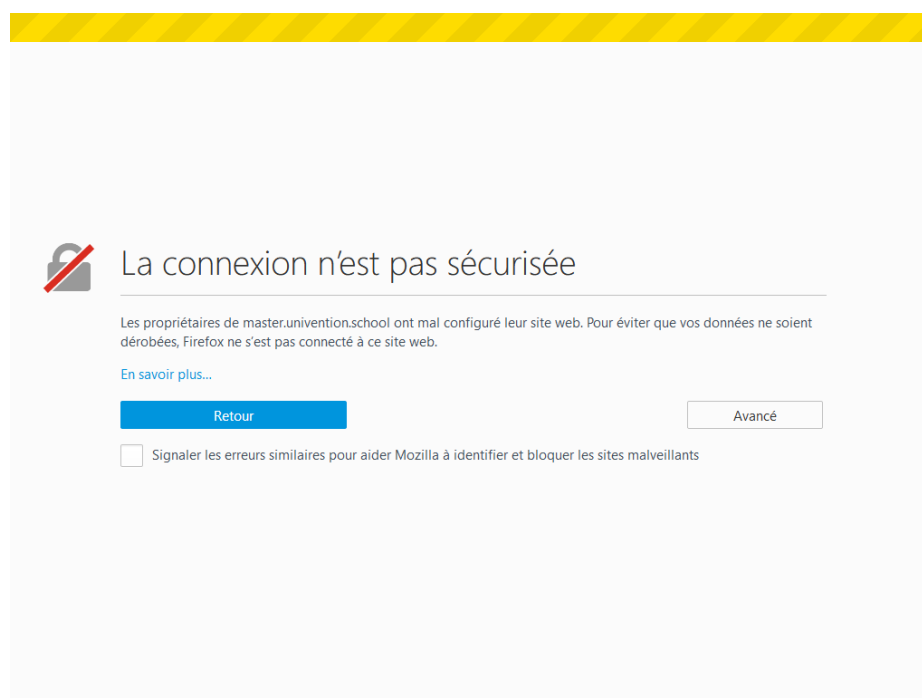 La connexion n'est pas sécurisée
Les propriétaires de master.univention.school ont mal configuré leur site web. Pour éviter que vos données ne soient
dérobées, Firefox ne s'est pas connecté à ce site web.
En savoir plus...
Retour
Avancé
Signaler les erreurs similaires pour aider Mozilla à identifier et bloquer les sites malveillants